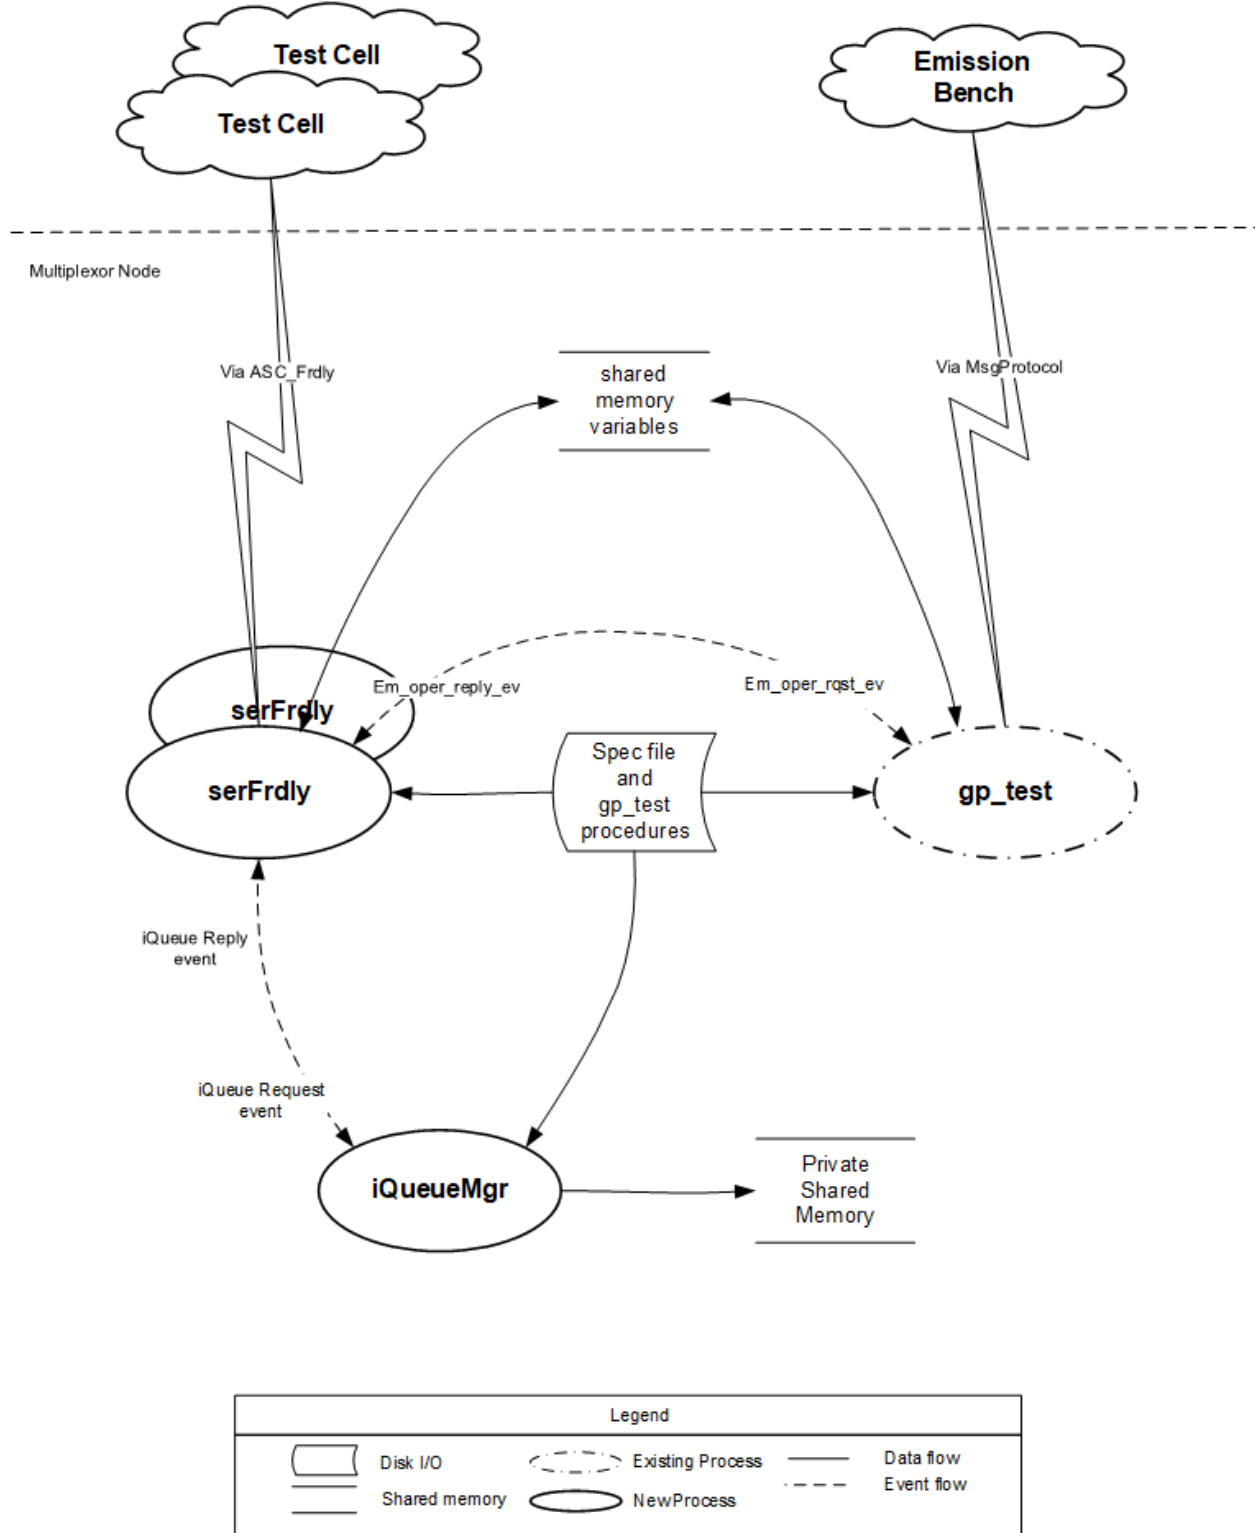 Test Cell
Test Cell
Emission
Bench
Multiplexor Node
Via ASC_Frdly
Via MsgProtocol
shared
memory
variables
Em_oper_reply_ev
Em_oper_rqst_ev
serFrdly
serFrdly
Spec file
and
gp_test
procedures
gp_test
iQueue Reply
event
iQueue Request
event
iQueueMgr
Private
Shared
Memory
Legend
Disk I/O
Existing Process
Data flow
Event flow
Shared memory
New Process